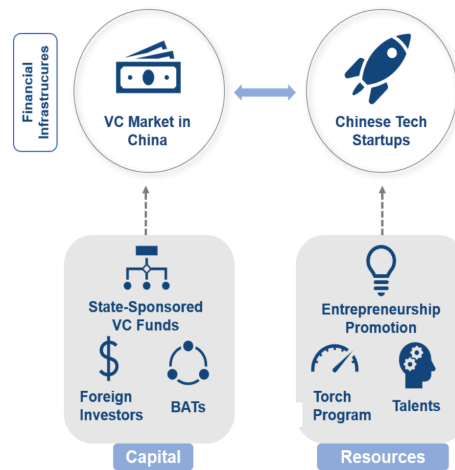 Financial
Infrastrucures
VC Market in
China
Chinese Tech
Startups
State-Sponsored
VC Funds
Foreign
Investors
BATs
Capital
Entrepreneurship
Promotion
Torch
Program
Talents
Resources